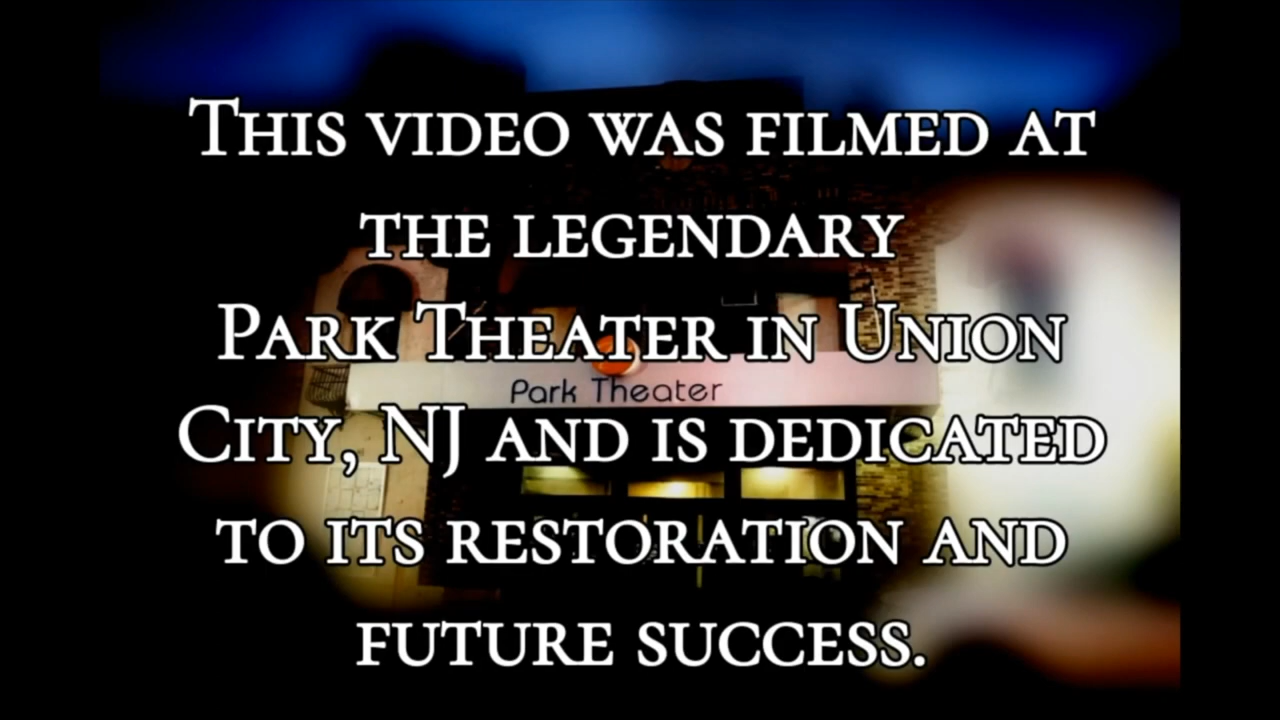 This video was filmed at
the legendary
Park Theater in Union
Park Theater
City, NJ and is dedicated
to its restoration and
future success.